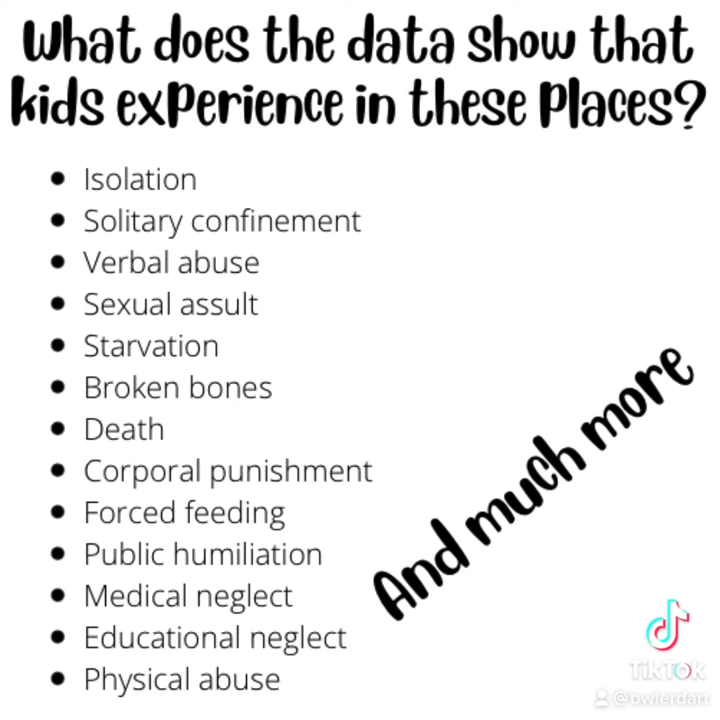 What does the data show that
kids experience in these Places?
• Isolation
• Solitary confinement
• Verbal abuse
• Sexual assult
• Starvation
• Broken bones
• Death
• Corporal punishment
• Forced feeding
• Public humiliation
• Medical neglect
• Educational neglect
• Physical abuse
And much more
TikTok
@bwierdart